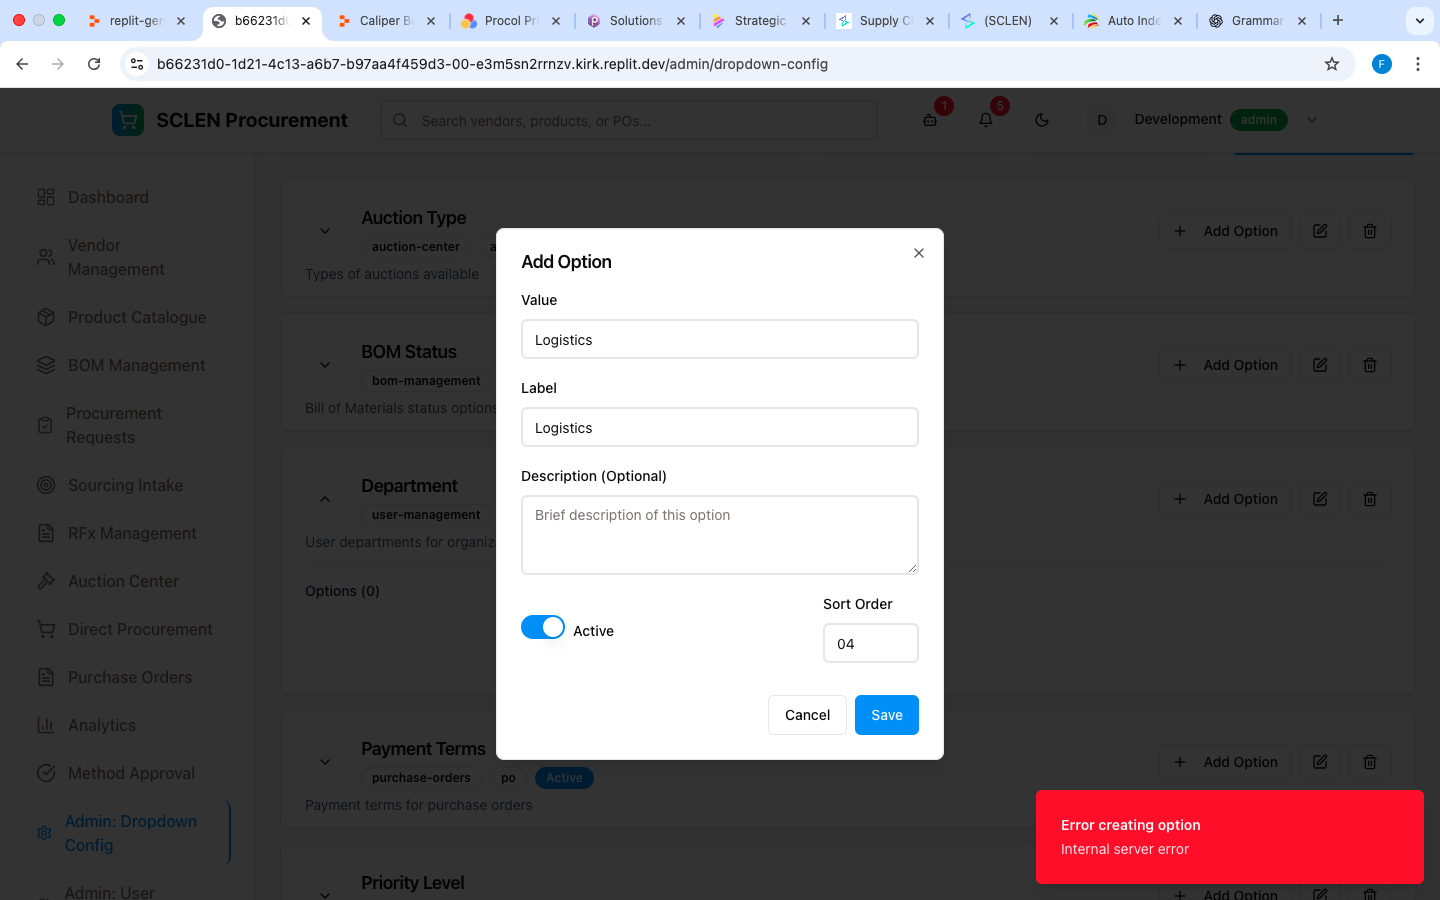 replit-gen
b66231d0
Caliper Bu
Procol Pri
Solutions
Strategic
Supply C
(SCLEN)
Auto Inde
Grammar
b66231d0-1d21-4c13-a6b7-b97aa4f459d3-00-e3m5sn2rrnzv.kirk.replit.dev/admin/dropdown-config
F
SCLEN Procurement
Search vendors, products, or POs...
1
5
D
Development
admin
Dashboard
Vendor
Management
Product Catalogue
BOM Management
Procurement
Requests
Sourcing Intake
RFx Management
Auction Center
Direct Procurement
Purchase Orders
Analytics
Method Approval
Admin: Dropdown
Config
Admin: User
Auction Type
auction-center
Types of auctions available
Add Option
BOM Status
bom-management
Bill of Materials status options
Add Option
Department
user-management
User departments for organiz
Add Option
Options (0)
Payment Terms
purchase-orders
po
Active
Payment terms for purchase orders
Add Option
Priority Level
Add Option
Add Option
Value
Logistics
Label
Logistics
Description (Optional)
Brief description of this option
Active
Sort Order
04
Cancel
Save
Error creating option
Internal server error